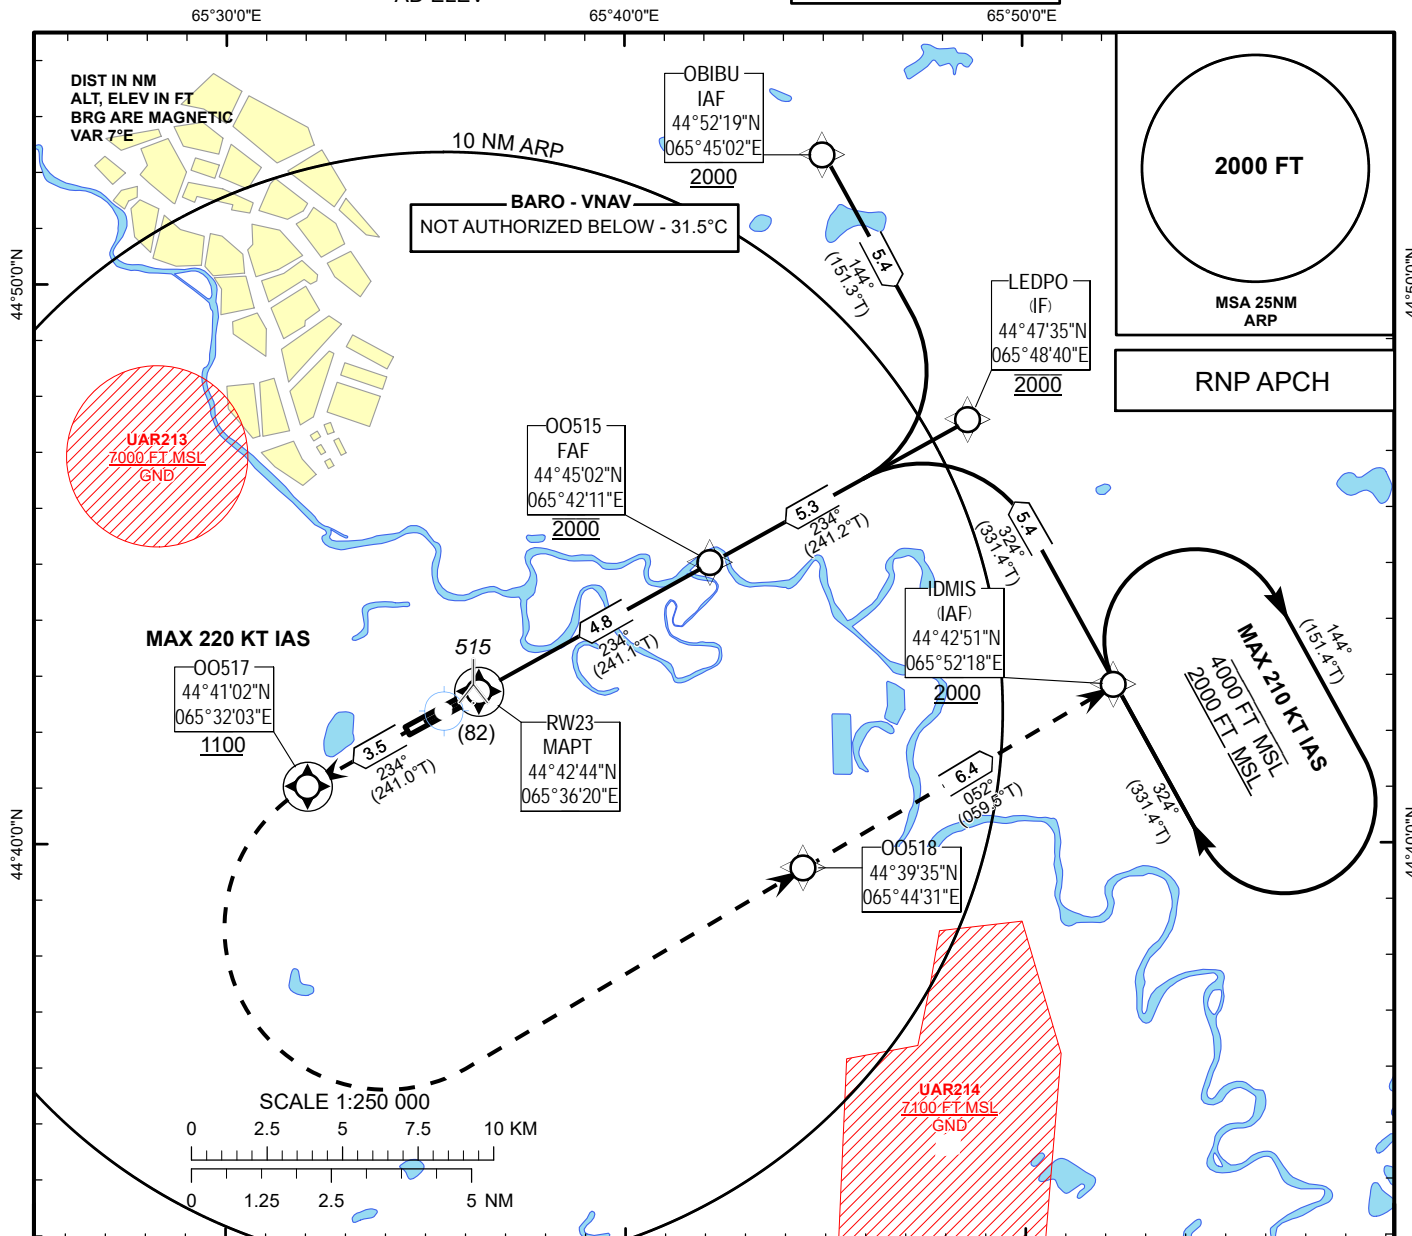 65°30'0"E
65°40'0"E
65°50'0"E
DIST IN NM
ALT, ELEV IN FT
BRG ARE MAGNETIC
VAR 7°E
10 NM ARP
BARO - VNAV
NOT AUTHORIZED BELOW - 31.5°C
OBIBU
IAF
44°52'19"N
065°45'02"E
2000
2000 FT
MSA 25NM
ARP
RNP APCH
44°50'0"N
44°50'0"N
5.4
144°
(151.3°T)
LEDPO
(IF)
44°47'35"N
065°48'40"E
2000
UAR213
7000 FT MSL
GND
OO515
FAF
44°45'02"N
065°42'11"E
2000
5.3
234°
(241.2°T)
5.4
324°
(331.4°T)
IDMIS
(IAF)
44°42'51"N
065°52'18"E
2000
144°
(151.4°T)
MAX 210 KT IAS
4000 FT MSL
2000 FT MSL
324°
(331.4°T)
4.8
234°
(241.1°T)
MAX 220 KT IAS
515
OO517
44°41'02"N
065°32'03"E
1100
(82)
RW23
MAPT
44°42'44"N
065°36'20"E
3.5
234°
(241.0°T)
6.4
052°
(059.5°T)
44°40'0"N
44°40'0"N
OO518
44°39'35"N
065°44'31"E
UAR214
7100 FT MSL
GND
SCALE 1:250 000
0 2.5 5 7.5 10 KM
0 1.25 2.5 5 NM